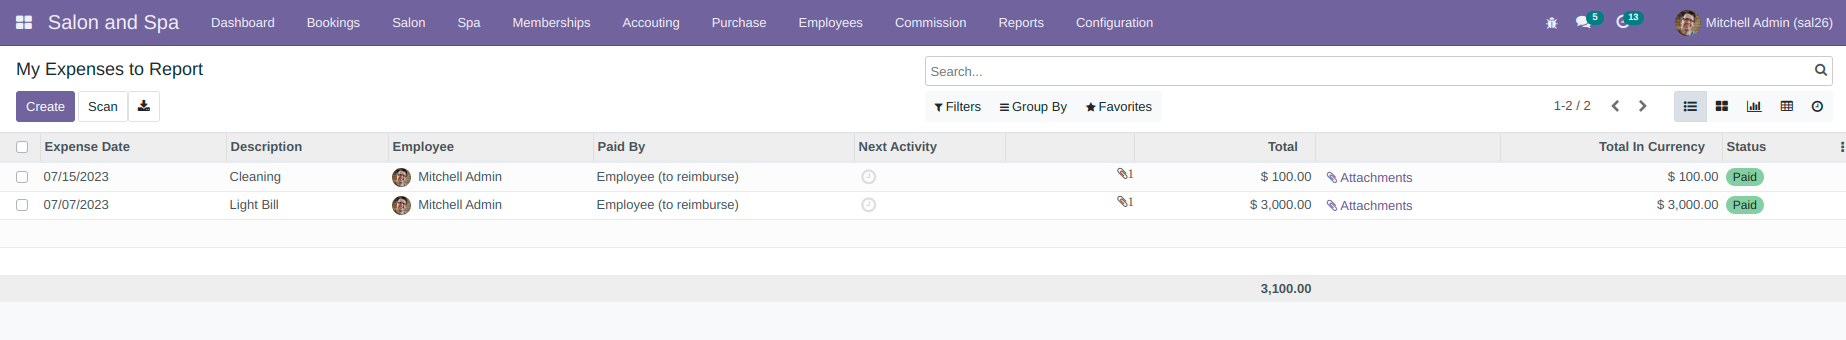 Salon and Spa Dashboard Bookings Salon Spa Memberships Accouting Purchase Employees Commission Reports Configuration 5 13 Mitchell Admin (sal26)
My Expenses to Report Search...
Create Scan Filters Group By Favorites 1-2 / 2
Expense Date Description Employee Paid By Next Activity Total Total In Currency Status
07/15/2023 Cleaning Mitchell Admin Employee (to reimburse) 1 $ 100.00 Attachments $ 100.00 Paid
07/07/2023 Light Bill Mitchell Admin Employee (to reimburse) 1 $ 3,000.00 Attachments $ 3,000.00 Paid
3,100.00